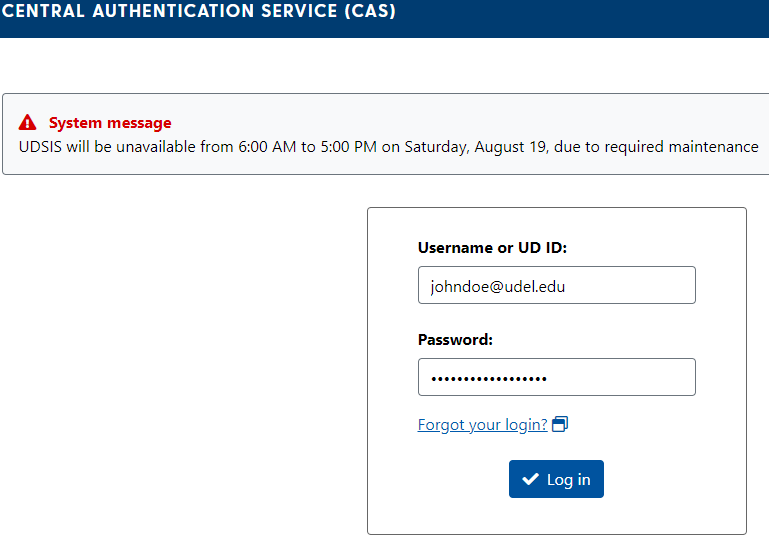 CENTRAL AUTHENTICATION SERVICE (CAS)
System message
UDSIS will be unavailable from 6:00 AM to 5:00 PM on Saturday, August 19, due to required maintenance
Username or UD ID:
johndoe@udel.edu
Password:
••••••••••••••••••
Forgot your login?
Log in